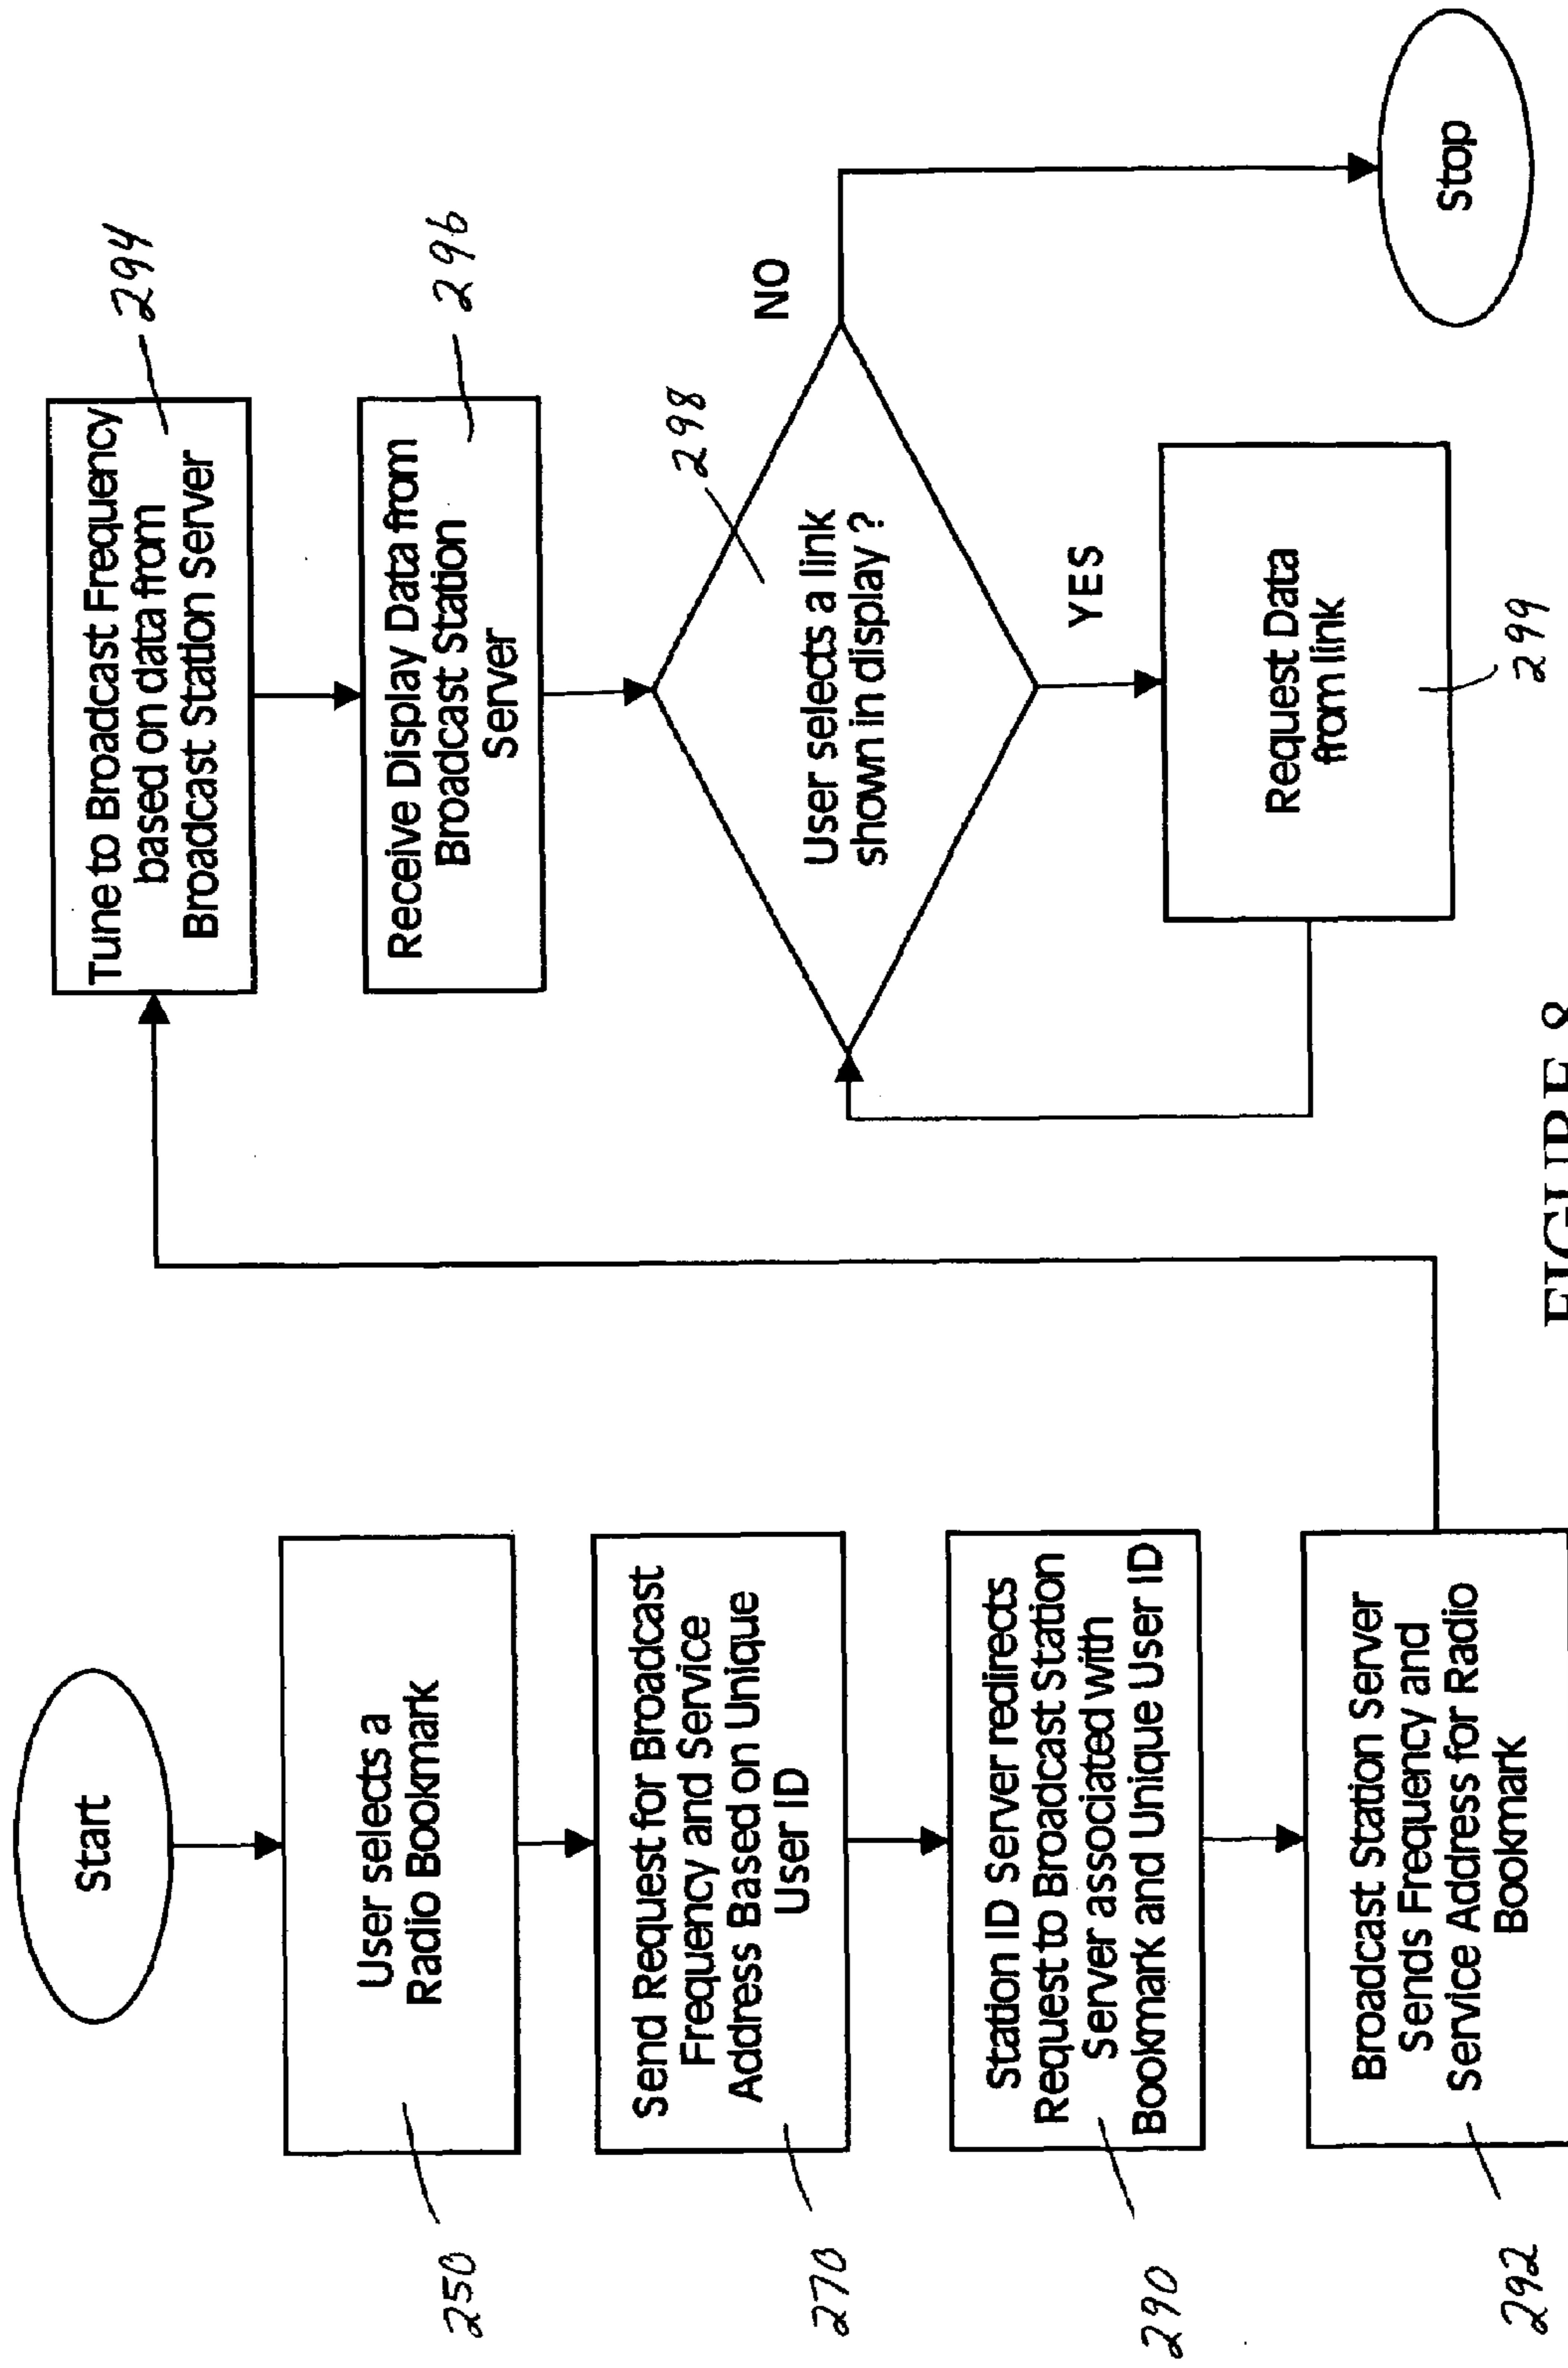 Start
User selects a
Radio Bookmark
250
Send Request for Broadcast
Frequency and Service
Address Based on Unique
User ID
270
Station ID Server redirects
Request to Broadcast Station
Server associated with
Bookmark and Unique User ID
290
Broadcast Station Server
Sends Frequency and
Service Address for Radio
Bookmark
292
Tune to Broadcast Frequency
based on data from
Broadcast Station Server
294
Receive Display Data from
Broadcast Station
Server
296
User selects a link
shown in display ?
298
NO
YES
Request Data
from link
299
Stop
FIGURE 8